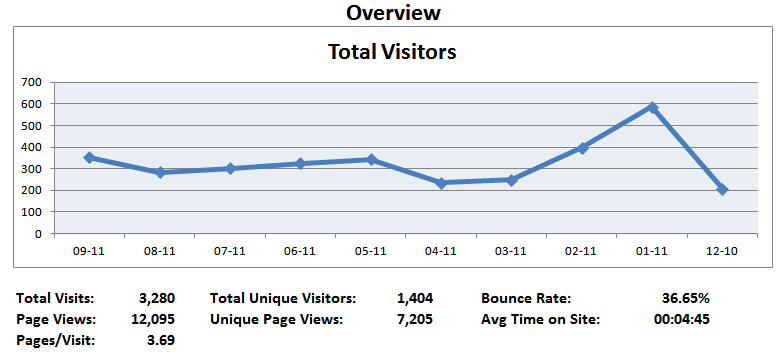 Overview
Total Visitors
700
600
500
400
300
200
100
0
09-11 08-11 07-11 06-11 05-11 04-11 03-11 02-11 01-11 12-10
Total Visits: 3,280 Total Unique Visitors: 1,404 Bounce Rate: 36.65%
Page Views: 12,095 Unique Page Views: 7,205 Avg Time on Site: 00:04:45
Pages/Visit: 3.69